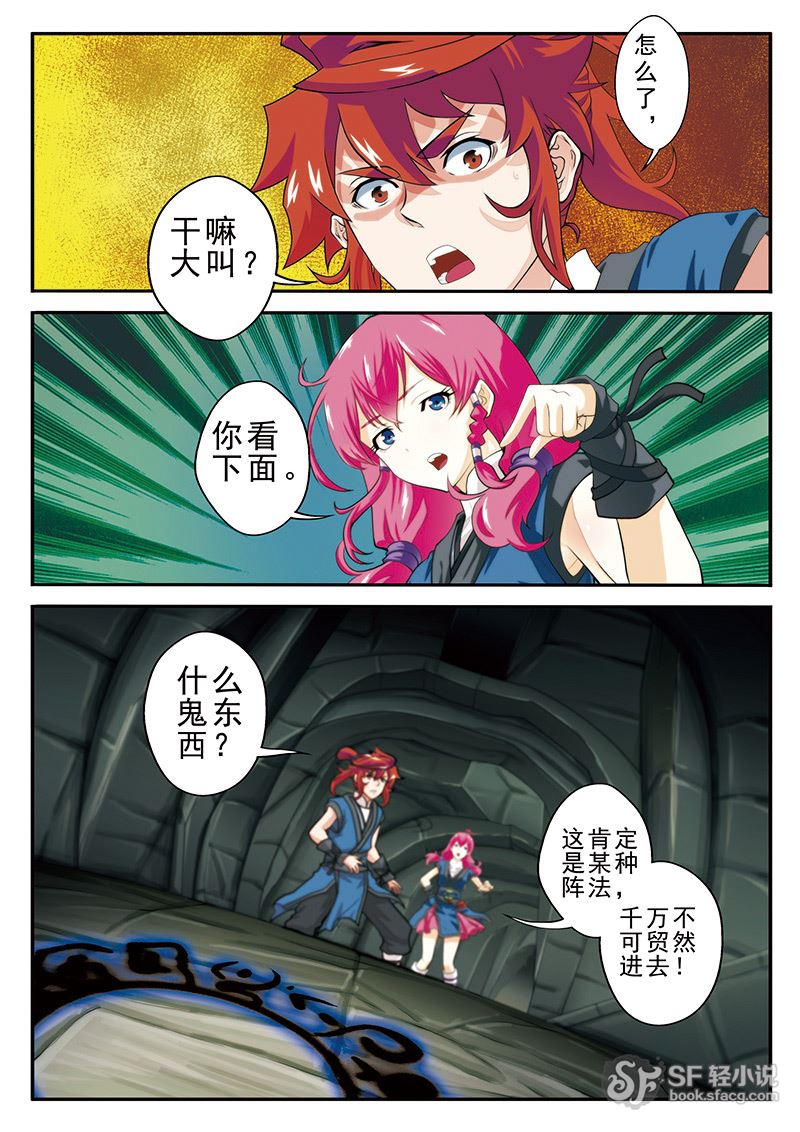 怎么了，
干嘛
大叫？
你看
下面。
什么
鬼东
西？
肯定
这某种
是阵法，
千万不
可贸然
进去！
SF 轻小说
book.sfacg.com